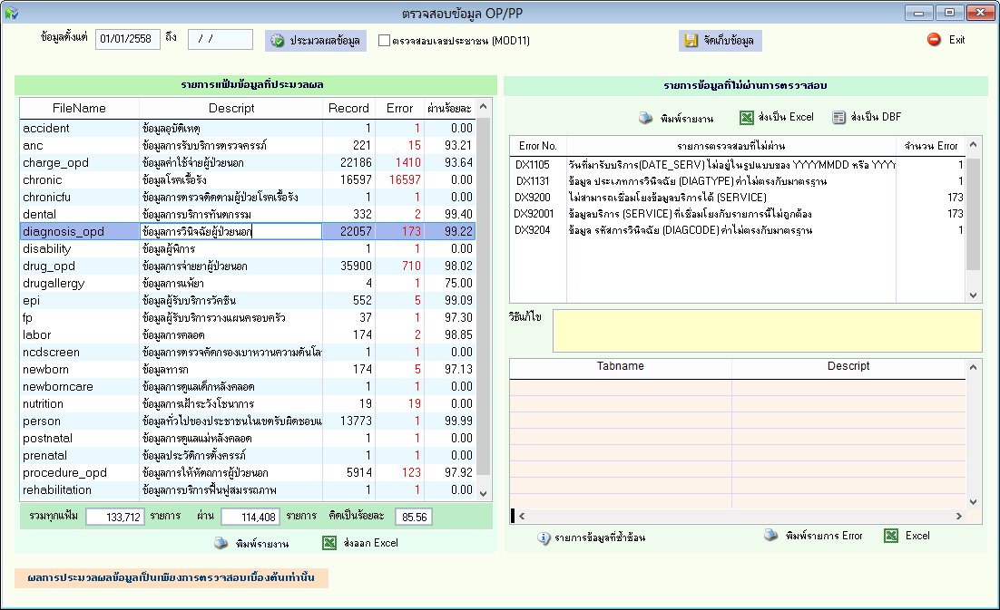 ตรวจสอบข้อมูล OP/PP
ข้อมูลตั้งแต่ 01/01/2558 ถึง / / ประมวลผลข้อมูล ตรวจสอบเลขประชาชน (MOD11) จัดเก็บข้อมูล Exit
รายการแฟ้มข้อมูลที่ประมวลผล
FileName Descript Record Error ผ่านร้อยละ
accident ข้อมูลอุบัติเหตุ 1 1 0.00
anc ข้อมูลการรับบริการตรวจครรภ์ 221 15 93.21
charge_opd ข้อมูลค่าใช้จ่ายผู้ป่วยนอก 22186 1410 93.64
chronic ข้อมูลโรคเรื้อรัง 16597 16597 0.00
chronicfu ข้อมูลการตรวจติดตามผู้ป่วยโรคเรื้อรัง 1 1 0.00
dental ข้อมูลการบริการทันตกรรม 332 2 99.40
diagnosis_opd ข้อมูลการวินิจฉัยผู้ป่วยนอก 22057 173 99.22
disability ข้อมูลผู้พิการ 1 1 0.00
drug_opd ข้อมูลการจ่ายยาผู้ป่วยนอก 35900 710 98.02
drugallergy ข้อมูลการแพ้ยา 4 1 75.00
epi ข้อมูลผู้รับบริการวัคซีน 552 5 99.09
fp ข้อมูลผู้รับบริการวางแผนครอบครัว 37 1 97.30
labor ข้อมูลการคลอด 174 2 98.85
ncdscreen ข้อมูลการตรวจคัดกรองเบาหวานความดันโล 1 1 0.00
newborn ข้อมูลทารก 174 5 97.13
newborncare ข้อมูลการดูแลเด็กหลังคลอด 1 1 0.00
nutrition ข้อมูลการเฝ้าระวังโชนาการ 19 19 0.00
person ข้อมูลทั่วไปของประชาชนในเขตรับผิดชอบแ 13773 1 99.99
postnatal ข้อมูลการดูแลแม่หลังคลอด 1 1 0.00
prenatal ข้อมูลประวัติการตั้งครรภ์ 1 1 0.00
procedure_opd ข้อมูลการให้หัตถการผู้ป่วยนอก 5914 123 97.92
rehabilitation ข้อมูลการบริการฟื้นฟูสมรรถภาพ 1 1 0.00
รวมทุกแฟ้ม 133,712 รายการ ผ่าน 114,408 รายการ คิดเป็นร้อยละ 85.56
พิมพ์รายงาน ส่งออก Excel
ผลการประมวลผลข้อมูลเป็นเพียงการตรวจสอบเบื้องต้นเท่านั้น
รายการข้อมูลที่ไม่ผ่านการตรวจสอบ
พิมพ์รายงาน ส่งเป็น Excel ส่งเป็น DBF
Error No. รายการตรวจสอบที่ไม่ผ่าน จำนวน Error
DX1105 วันที่มารับบริการ(DATE_SERV) ไม่อยู่ในรูปแบบของ YYYYMMDD หรือ YYYY 1
DX1131 ข้อมูล ประเภทการวินิจฉัย (DIAGTYPE) ค่าไม่ตรงกับมาตรฐาน 1
DX9200 ไม่สามารถเชื่อมโยงข้อมูลบริการได้ (SERVICE) 173
DX92001 ข้อมูลบริการ (SERVICE) ที่เชื่อมโยงกับรายการนี้ไม่ถูกต้อง 173
DX9204 ข้อมูล รหัสการวินิจฉัย (DIAGCODE) ค่าไม่ตรงกับมาตรฐาน 1
วิธีแก้ไข
Tabname Descript
รายการข้อมูลที่ซ้ำซ้อน พิมพ์รายการ Error Excel